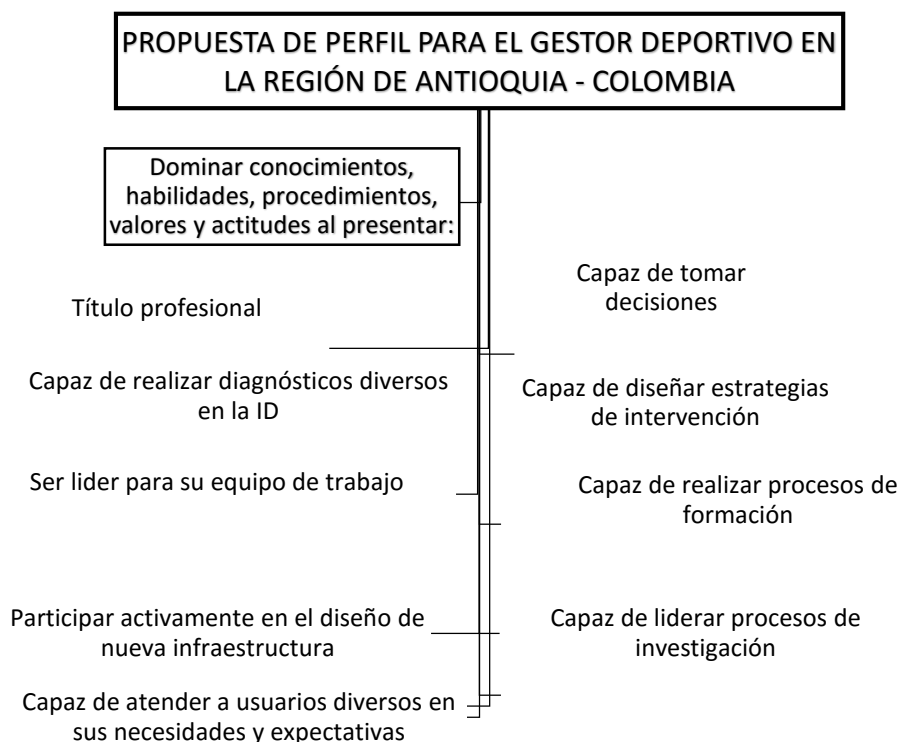 PROPUESTA DE PERFIL PARA EL GESTOR DEPORTIVO EN
LA REGIÓN DE ANTIOQUIA - COLOMBIA
Dominar conocimientos,
habilidades, procedimientos,
valores y actitudes al presentar:
Título profesional
Capaz de tomar
decisiones
Capaz de realizar diagnósticos diversos
en la ID
Capaz de diseñar estrategias
de intervención
Ser lider para su equipo de trabajo
Capaz de realizar procesos de
formación
Participar activamente en el diseño de
nueva infraestructura
Capaz de liderar procesos de
investigación
Capaz de atender a usuarios diversos en
sus necesidades y expectativas